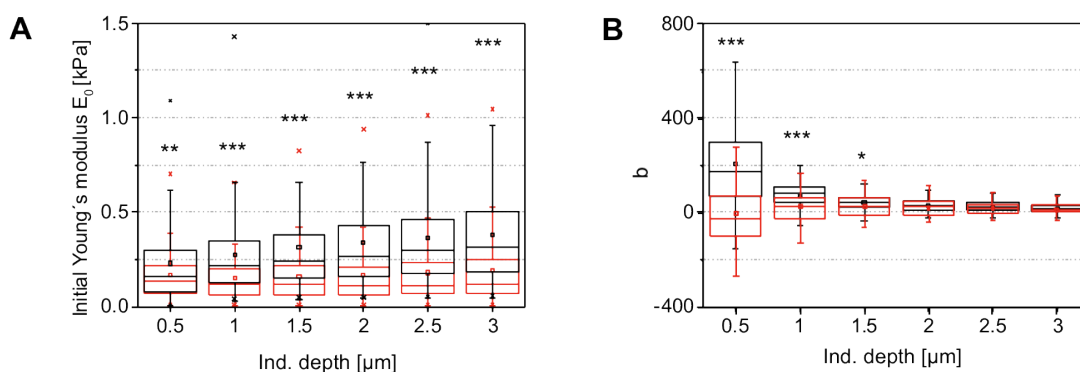 A
Initial Young´s modulus E0 [kPa]
1.5
1.0
0.5
0.0
** *** *** *** *** ***
0.5 1 1.5 2 2.5 3
Ind. depth [µm]
B
b
800
400
0
-400
*** *** *
0.5 1 1.5 2 2.5 3
Ind. depth [µm]